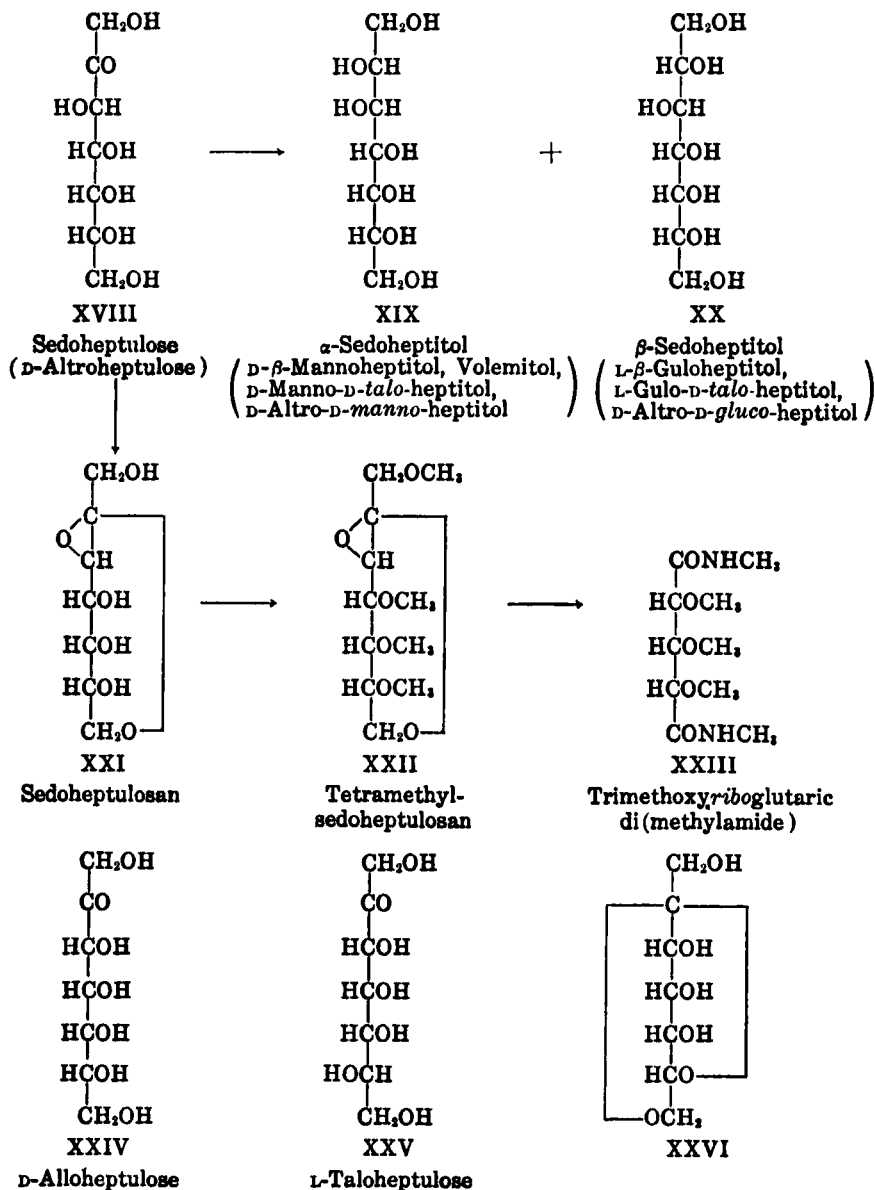 CH₂OH CH₂OH CH₂OH
CO HOCH HCOH
HOCH HOCH HOCH
HCOH ⟶ HCOH + HCOH
HCOH HCOH HCOH
HCOH HCOH HCOH
CH₂OH CH₂OH CH₂OH
XVIII XIX XX
Sedoheptulose α-Sedoheptitol β-Sedoheptitol
(D-Altroheptulose) (D-β-Mannoheptitol, Volemitol, (L-β-Guloheptitol,
D-Manno-D-talo-heptitol, L-Gulo-D-talo-heptitol,
D-Altro-D-manno-heptitol) D-Altro-D-gluco-heptitol)
CH₂OH CH₂OCH₃
C C
O CH O CH CONHCH₃
HCOH ⟶ HCOCH₃ ⟶ HCOCH₃
HCOH HCOCH₃ HCOCH₃
HCOH HCOCH₃ HCOCH₃
CH₂O CH₂O CONHCH₃
XXI XXII XXIII
Sedoheptulosan Tetramethyl- Trimethoxyriboglutaric
sedoheptulosan di(methylamide)
CH₂OH CH₂OH CH₂OH
CO CO C
HCOH HCOH HCOH
HCOH HCOH HCOH
HCOH HCOH HCOH
HCOH HOCH HCO
CH₂OH CH₂OH OCH₂
XXIV XXV XXVI
D-Alloheptulose L-Taloheptulose